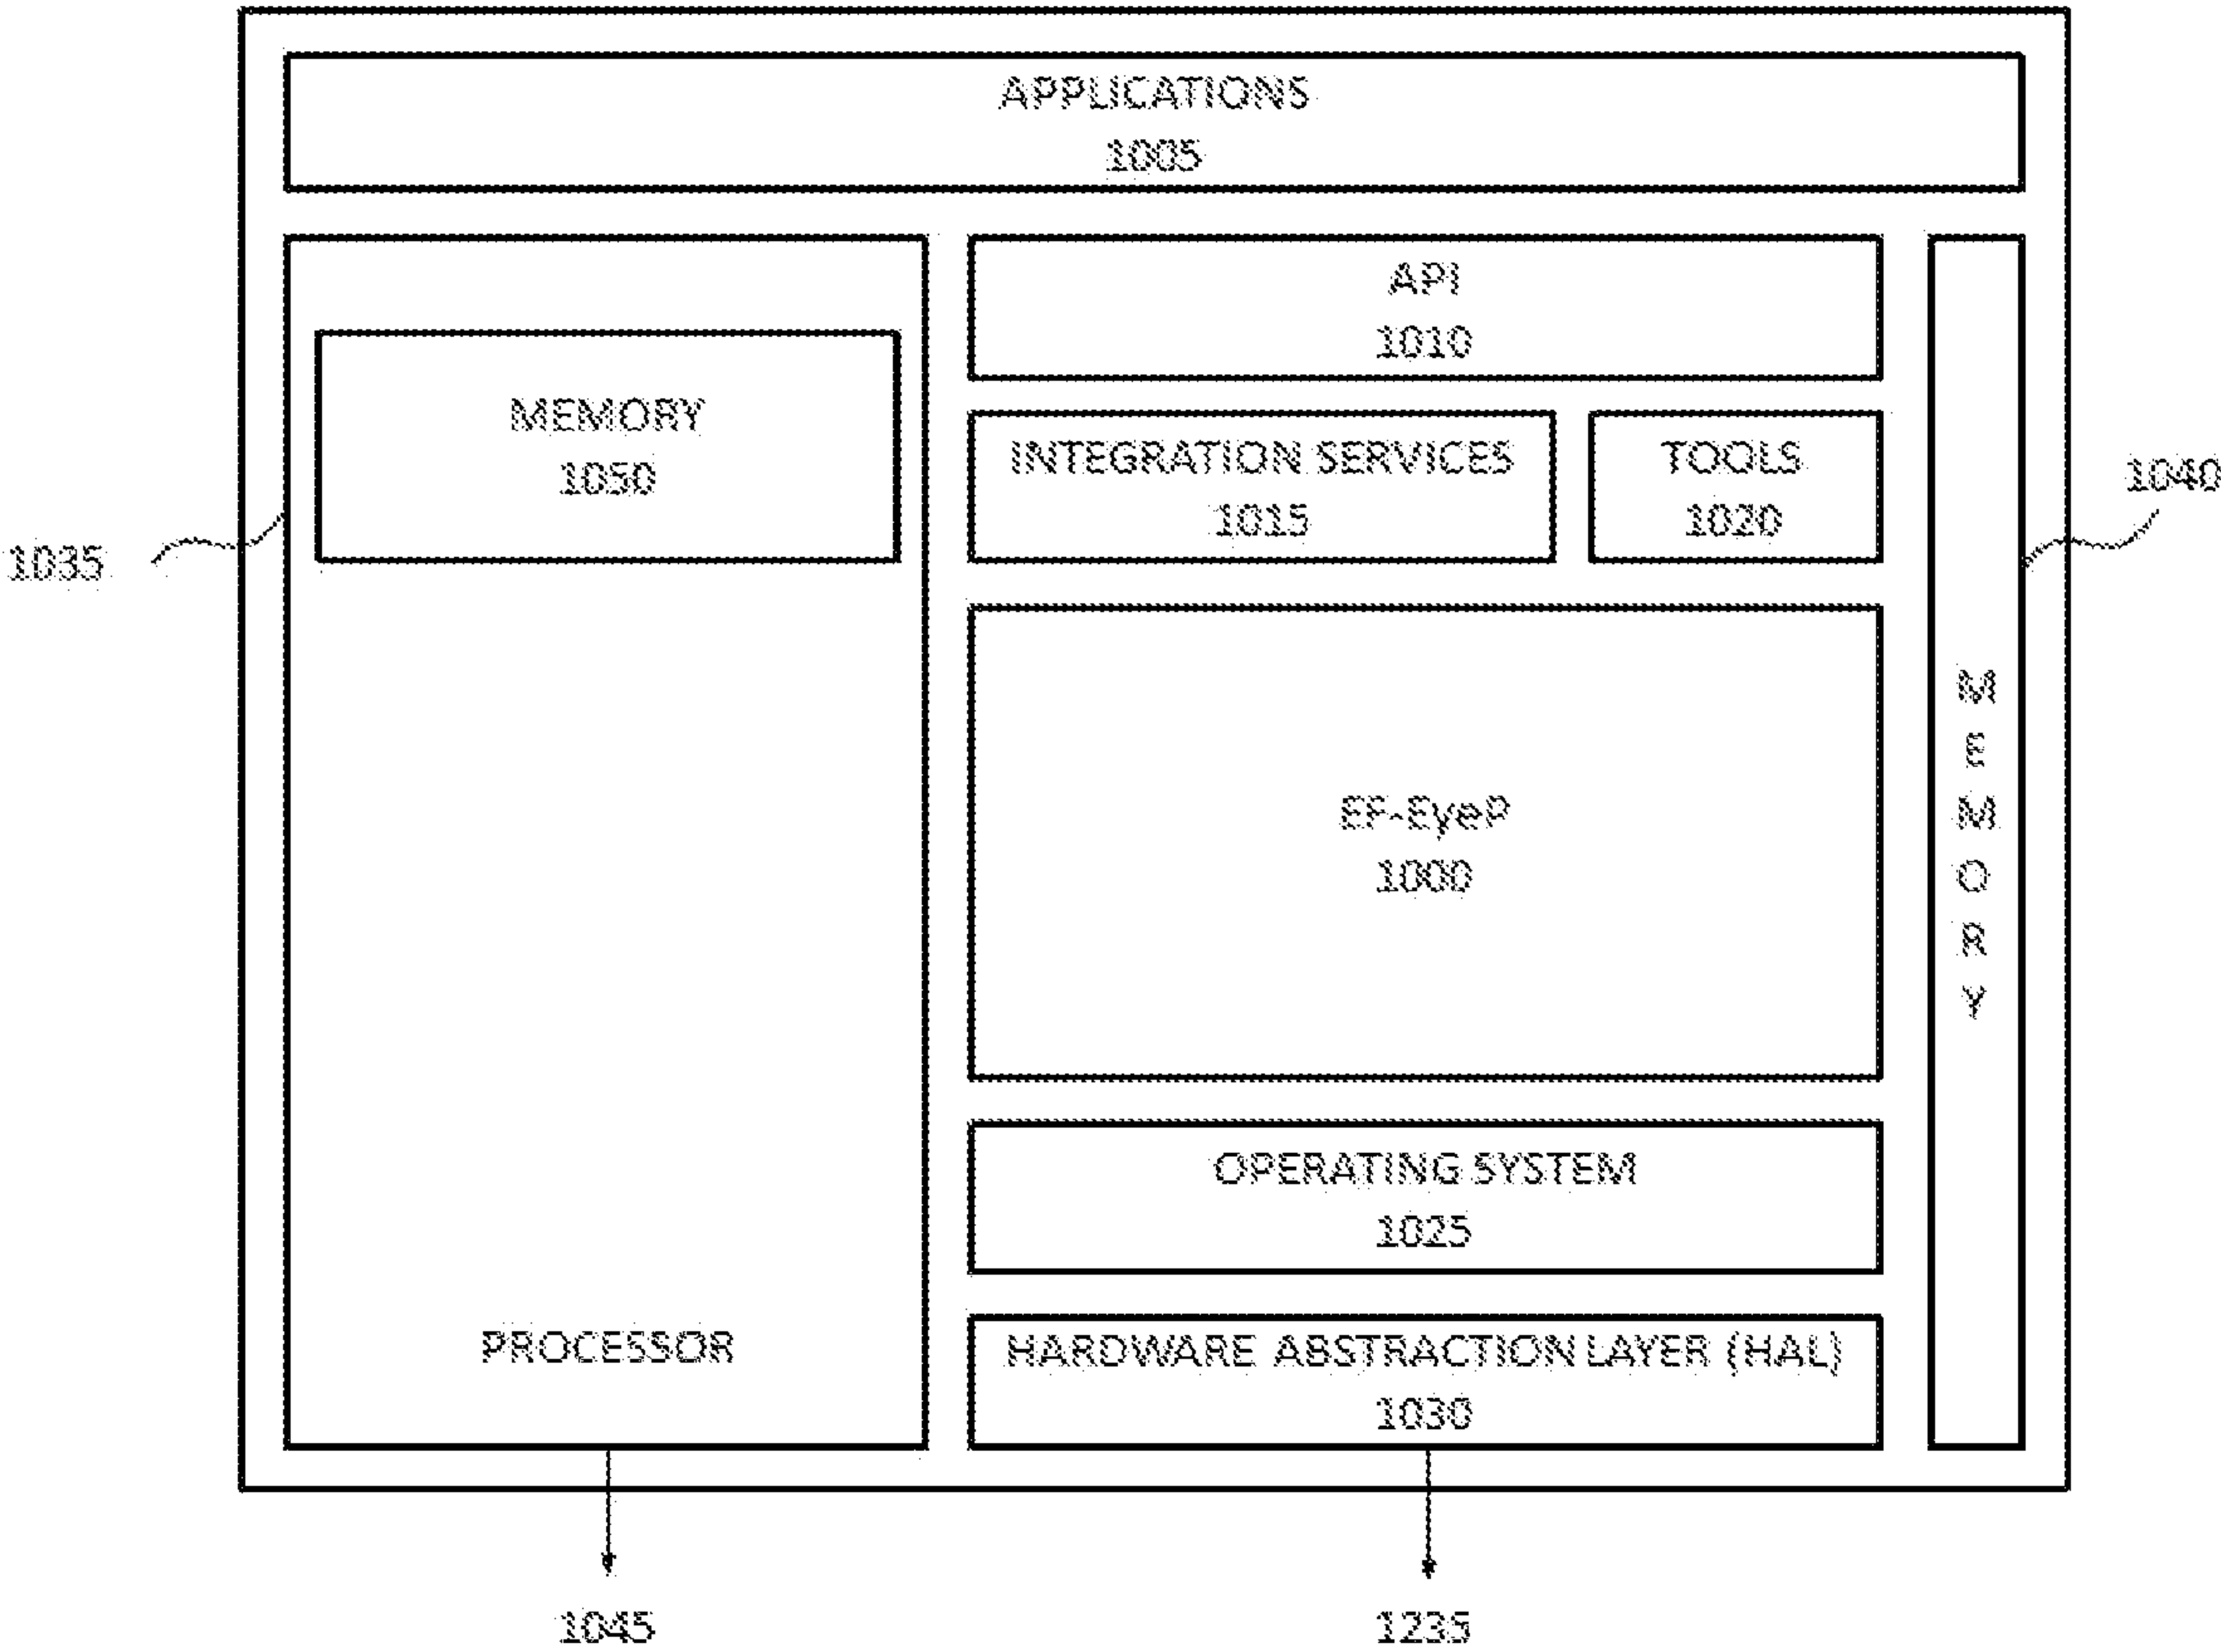 APPLICATIONS
1005
API
1010
MEMORY
1050
INTEGRATION SERVICES
1015
TOOLS
1020
1040
1035
EF-EyeP
1000
M
E
M
O
R
Y
OPERATING SYSTEM
1025
PROCESSOR
HARDWARE ABSTRACTION LAYER (HAL)
1030
1045
1235